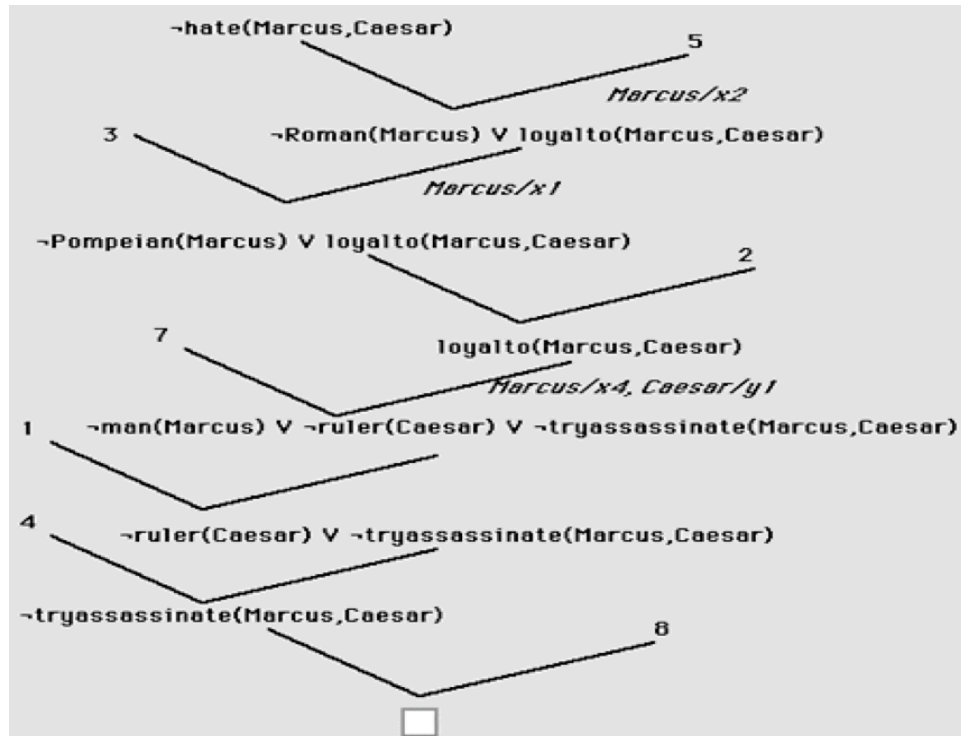 ¬hate(Marcus,Caesar)
5
Marcus/x2
3
¬Roman(Marcus) V loyalto(Marcus,Caesar)
Marcus/x1
¬Pompeian(Marcus) V loyalto(Marcus,Caesar)
2
7
loyalto(Marcus,Caesar)
Marcus/x4, Caesar/y1
1
¬man(Marcus) V ¬ruler(Caesar) V ¬tryassassinate(Marcus,Caesar)
4
¬ruler(Caesar) V ¬tryassassinate(Marcus,Caesar)
¬tryassassinate(Marcus,Caesar)
8